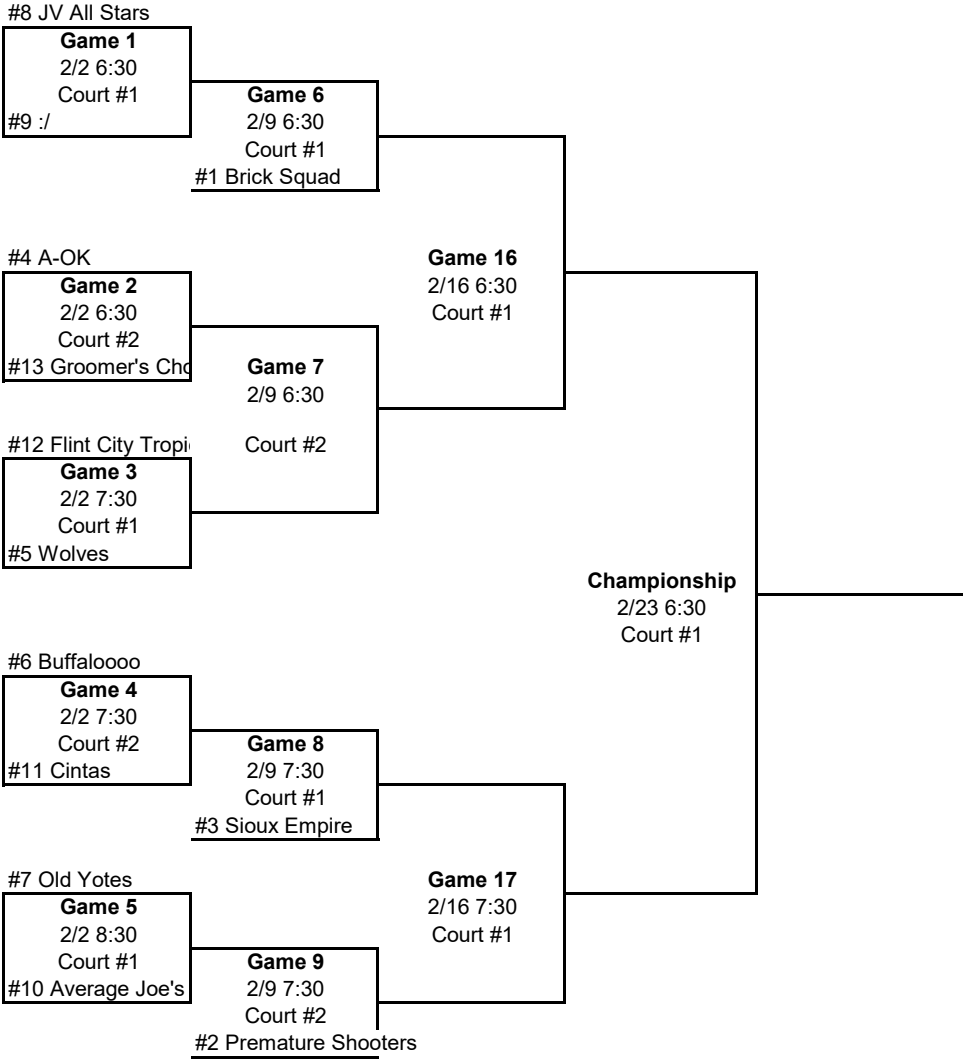 #8 JV All Stars
Game 1
2/2 6:30
Court #1
#9 :/
Game 6
2/9 6:30
Court #1
#1 Brick Squad
#4 A-OK
Game 2
2/2 6:30
Court #2
#13 Groomer's Cho
Game 16
2/16 6:30
Court #1
Game 7
2/9 6:30
Court #2
#12 Flint City Tropi
Game 3
2/2 7:30
Court #1
#5 Wolves
Championship
2/23 6:30
Court #1
#6 Buffaloooo
Game 4
2/2 7:30
Court #2
#11 Cintas
Game 8
2/9 7:30
Court #1
#3 Sioux Empire
#7 Old Yotes
Game 5
2/2 8:30
Court #1
#10 Average Joe's
Game 17
2/16 7:30
Court #1
Game 9
2/9 7:30
Court #2
#2 Premature Shooters